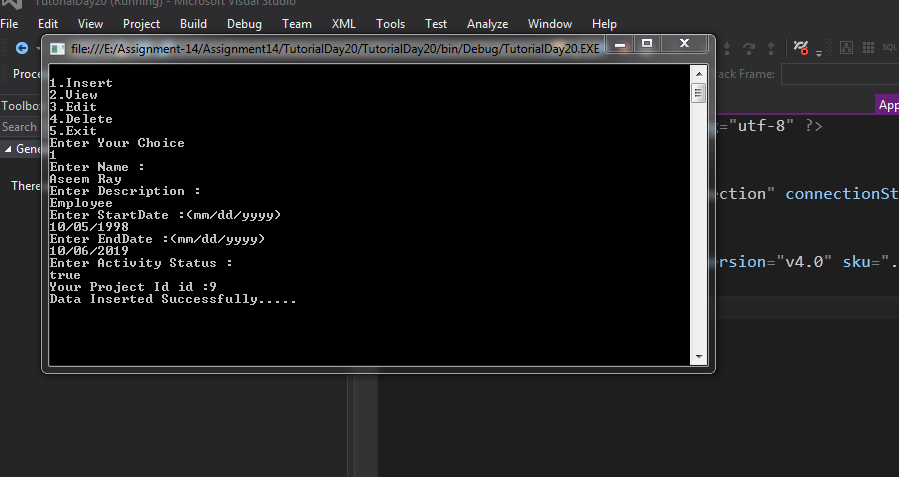 TutorialDay20 (Running) - Microsoft Visual Studio
File Edit View Project Build Debug Team XML Tools Test Analyze Window Help
file:///E:/Assignment-14/Assignment14/TutorialDay20/TutorialDay20/bin/Debug/TutorialDay20.EXE
Proce
ack Frame:
Toolbo
App
Search
Gene
There
1.Insert
2.View
3.Edit
4.Delete
5.Exit
Enter Your Choice
1
Enter Name :
Aseem Ray
Enter Description :
Employee
Enter StartDate :(mm/dd/yyyy)
10/05/1998
Enter EndDate :(mm/dd/yyyy)
10/06/2019
Enter Activity Status :
true
Your Project Id id :9
Data Inserted Successfully.....
="utf-8" ?>
ection" connectionSt
ersion="v4.0" sku=".
SQL